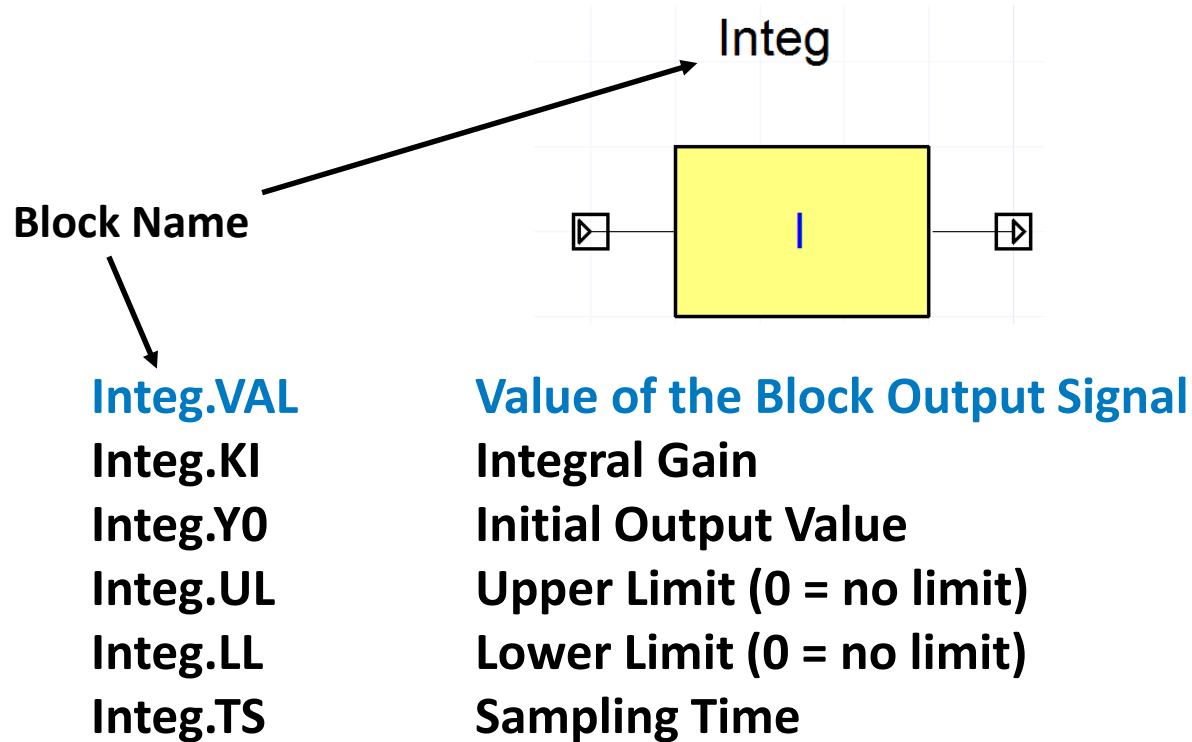 Integ
I
Block Name
Integ.VAL Value of the Block Output Signal
Integ.KI Integral Gain
Integ.Y0 Initial Output Value
Integ.UL Upper Limit (0 = no limit)
Integ.LL Lower Limit (0 = no limit)
Integ.TS Sampling Time